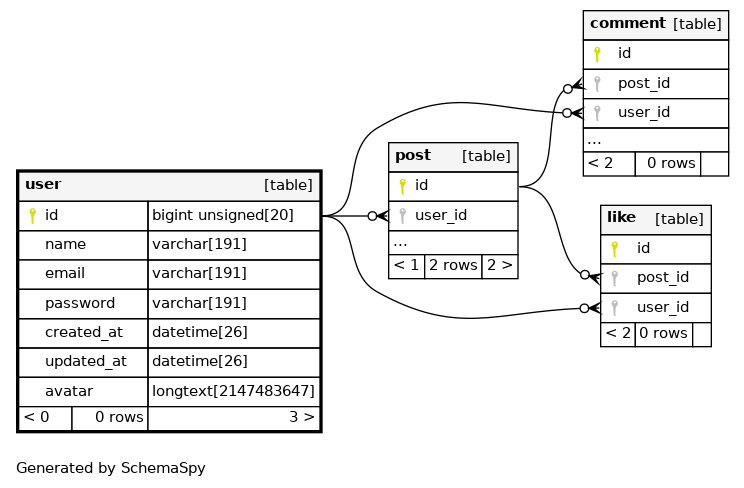 comment [table]
id
post_id
user_id
...
< 2 0 rows
post [table]
id
user_id
...
< 1 2 rows 2 >
user [table]
id bigint unsigned[20]
name varchar[191]
email varchar[191]
password varchar[191]
created_at datetime[26]
updated_at datetime[26]
avatar longtext[2147483647]
< 0 0 rows 3 >
like [table]
id
post_id
user_id
< 2 0 rows
Generated by SchemaSpy